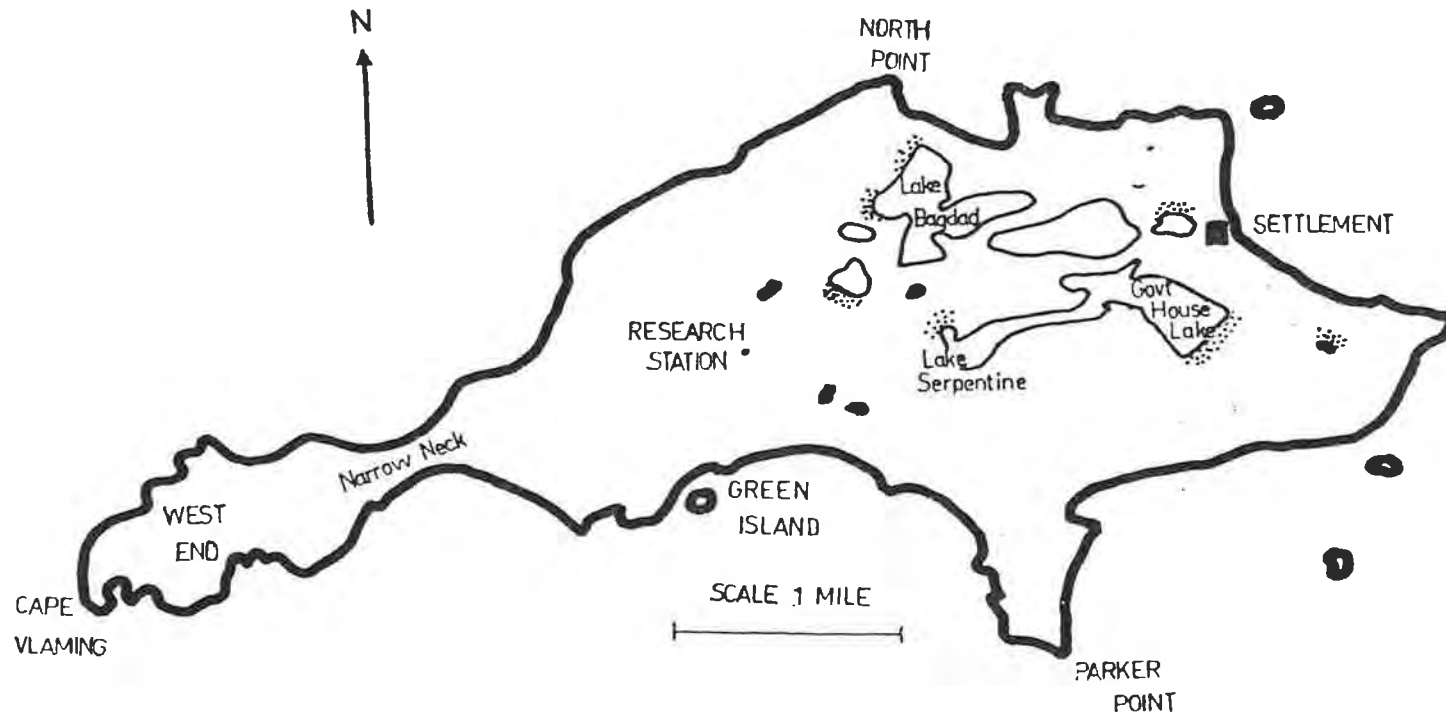 N
NORTH
POINT
Lake
Bagdad
SETTLEMENT
Govt
House
Lake
RESEARCH
STATION
Lake
Serpentine
Narrow Neck
WEST
END
GREEN
ISLAND
SCALE 1 MILE
CAPE
VLAMING
PARKER
POINT